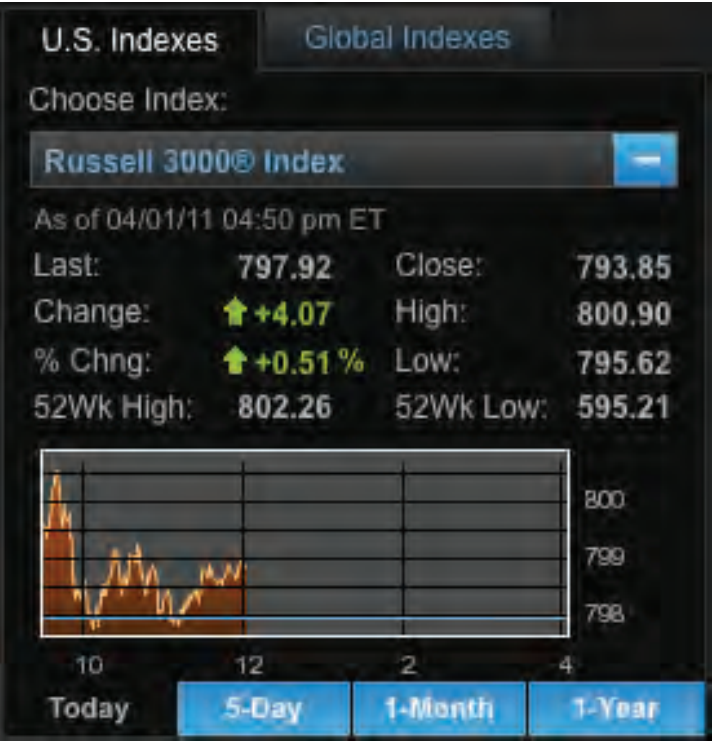 U.S. Indexes Global Indexes
Choose Index:
Russell 3000® Index
As of 04/01/11 04:50 pm ET
Last: 797.92 Close: 793.85
Change: +4.07 High: 800.90
% Chng: +0.51% Low: 795.62
52Wk High: 802.26 52Wk Low: 595.21
800
799
798
10 12 2 4
Today 5-Day 1-Month 1-Year